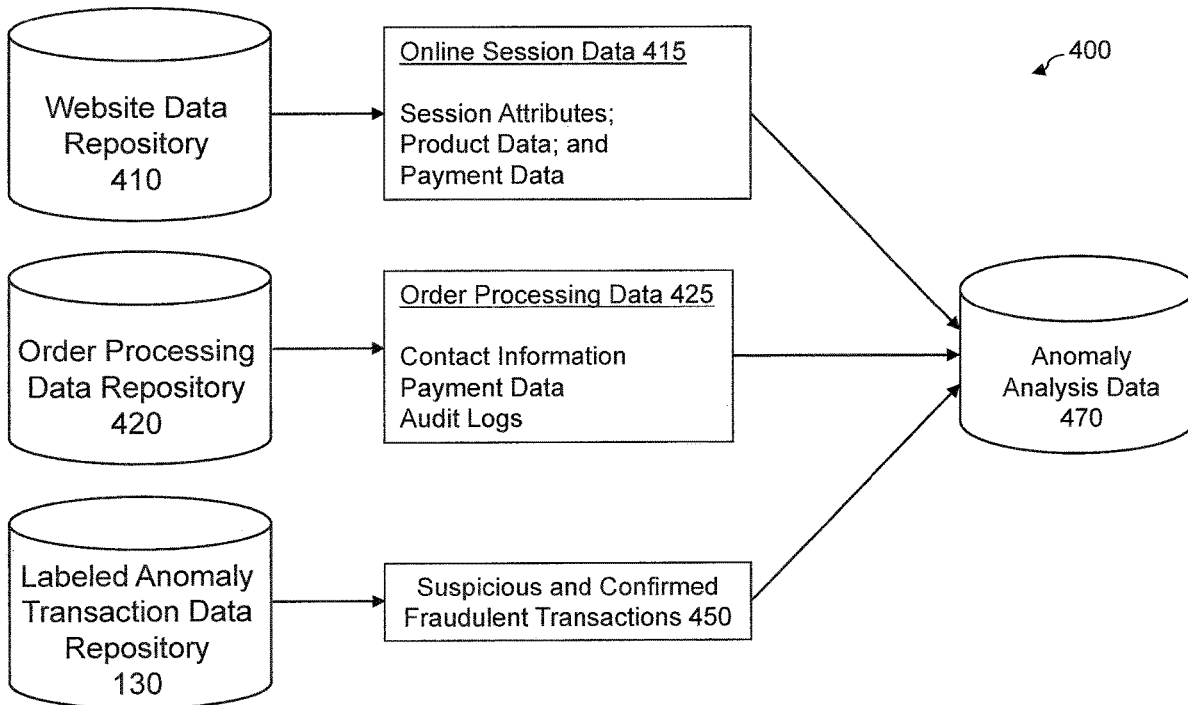 Website Data
Repository
410
Online Session Data 415
Session Attributes;
Product Data; and
Payment Data
400
Order Processing
Data Repository
420
Order Processing Data 425
Contact Information
Payment Data
Audit Logs
Anomaly
Analysis Data
470
Labeled Anomaly
Transaction Data
Repository
130
Suspicious and Confirmed
Fraudulent Transactions 450